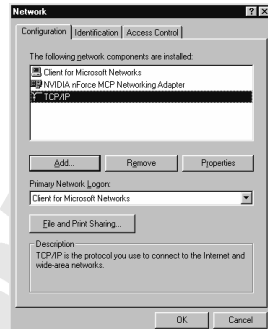 Network
Configuration Identification Access Control
The following network components are installed:
Client for Microsoft Networks
NVIDIA nForce MCP Networking Adapter
TCP/IP
Add... Remove Properties
Primary Network Logon:
Client for Microsoft Networks
File and Print Sharing...
Description
TCP/IP is the protocol you use to connect to the Internet and
wide-area networks.
OK Cancel